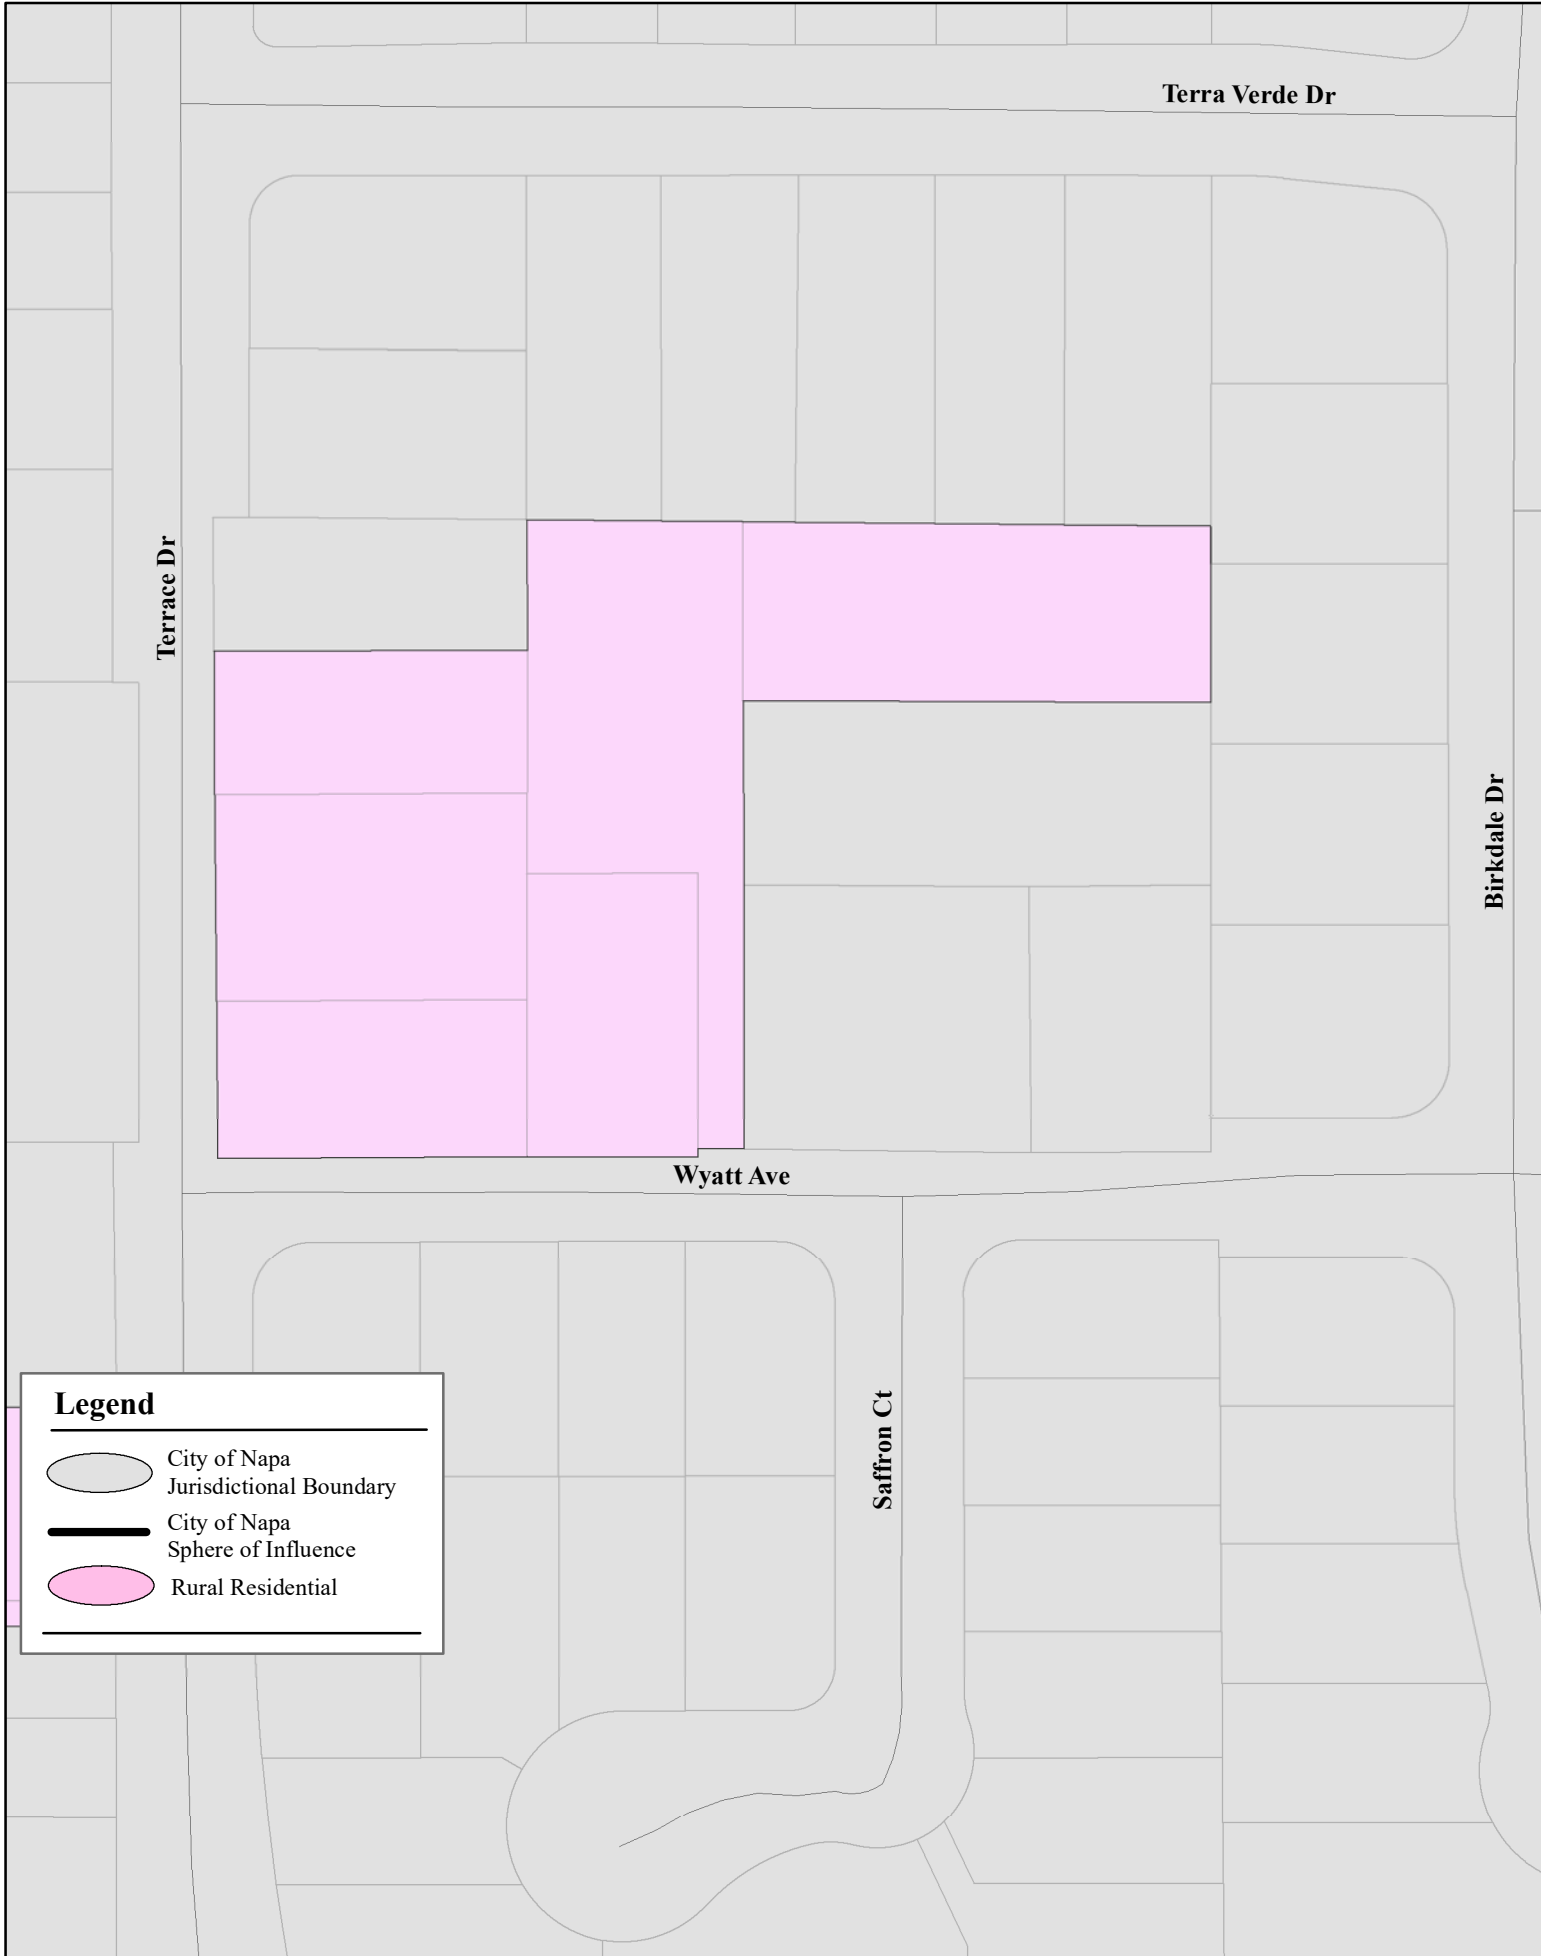 Terra Verde Dr
Terrace Dr
Birkdale Dr
Wyatt Ave
Saffron Ct
Legend
City of Napa
Jurisdictional Boundary
City of Napa
Sphere of Influence
Rural Residential